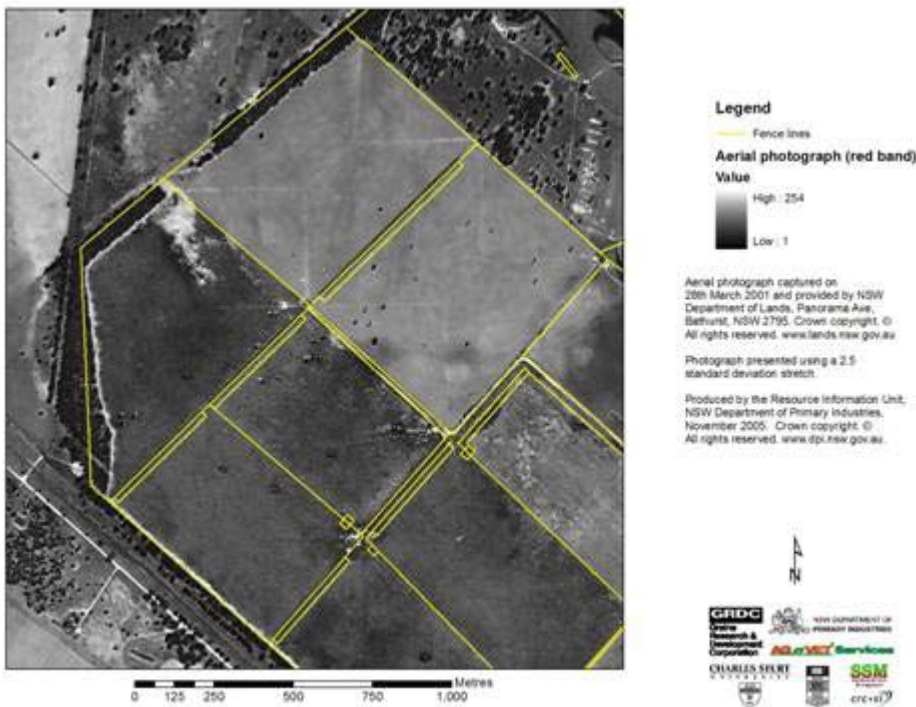 Legend
Fence lines
Aerial photograph (red band)
Value
High : 254
Low : 1
Aerial photograph captured on
28th March 2001 and provided by NSW
Department of Lands, Panorama Ave,
Bathurst, NSW 2795. Crown copyright. ©
All rights reserved. www.lands.nsw.gov.au
Photograph presented using a 2.5
standard deviation stretch.
Produced by the Resource Information Unit,
NSW Department of Primary Industries,
November 2005. Crown copyright. ©
All rights reserved. www.dpi.nsw.gov.au.
N
GRDC
Grains
Research &
Development
Corporation
NSW DEPARTMENT OF
PRIMARY INDUSTRIES
Services
CHARLES STURT
UNIVERSITY
SSM
crc•si
Metres
0 125 250 500 750 1,000